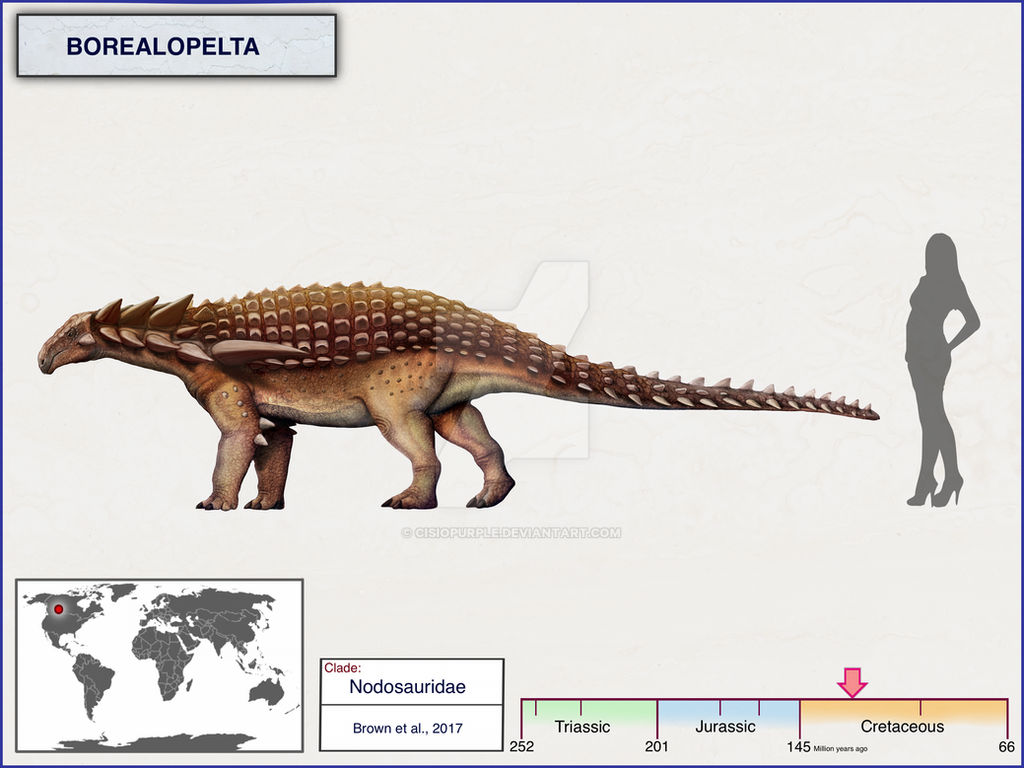 BOREALOPELTA
© CISIOPURPLE.DEVIANTART.COM
Clade:
Nodosauridae
Brown et al., 2017
Triassic
Jurassic
Cretaceous
252
201
145 Million years ago
66